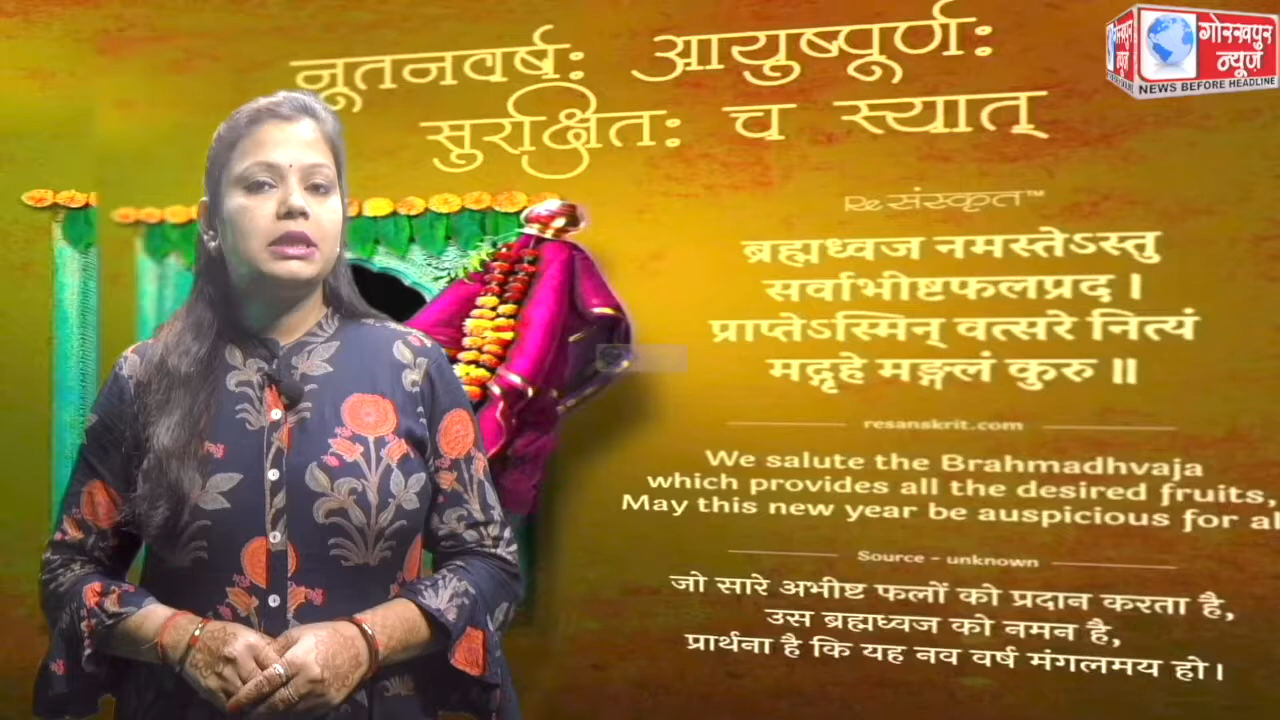 नूतनवर्षः आयुष्पूर्णः
सुरक्षितः च स्यात्
गोरखपुर
न्यूज़
गोरखपुर
न्यूज़
NEWS BEFORE HEADLINE
Re संस्कृत™
ब्रह्मध्वज नमस्तेऽस्तु
सर्वाभीष्टफलप्रद ।
प्राप्तेऽस्मिन् वत्सरे नित्यं
मद्गृहे मङ्गलं कुरु ॥
resanskrit.com
We salute the Brahmadhvaja
which provides all the desired fruits,
May this new year be auspicious for al
Source - unknown
जो सारे अभीष्ट फलों को प्रदान करता है,
उस ब्रह्मध्वज को नमन है,
प्रार्थना है कि यह नव वर्ष मंगलमय हो।